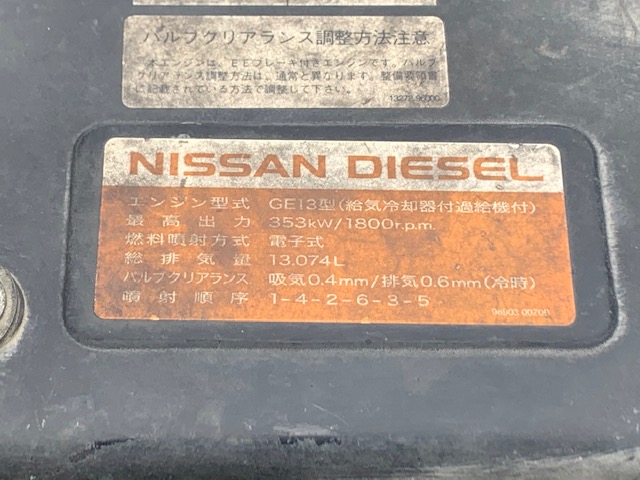 バルブクリアランス調整方法注意
本エンジンは、EEブレーキ付きエンジンです。バルブ
クリアランス調整方法は、通常と異なります。整備要領書
に記載されている方法で調整して下さい。
13273 96000
NISSAN DIESEL
エンジン型式 GE13型(給気冷却器付過給機付)
最高出力 353kW/1800r.p.m.
燃料噴射方式 電子式
総排気量 13.074L
バルブクリアランス 吸気0.4mm/排気0.6mm(冷時)
噴射順序 1-4-2-6-3-5